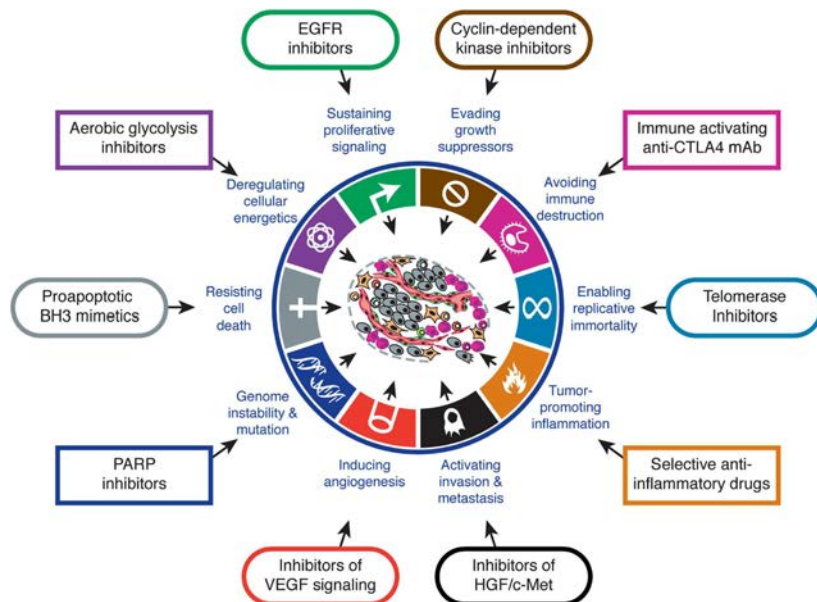 EGFR
inhibitors
Cyclin-dependent
kinase inhibitors
Sustaining
proliferative
signaling
Evading
growth
suppressors
Aerobic glycolysis
inhibitors
Immune activating
anti-CTLA4 mAb
Deregulating
cellular
energetics
Avoiding
immune
destruction
Proapoptotic
BH3 mimetics
Resisting
cell
death
Enabling
replicative
immortality
Telomerase
Inhibitors
Genome
instability &
mutation
Tumor-
promoting
inflammation
PARP
inhibitors
Inducing
angiogenesis
Activating
invasion &
metastasis
Selective anti-
inflammatory drugs
Inhibitors of
VEGF signaling
Inhibitors of
HGF/c-Met